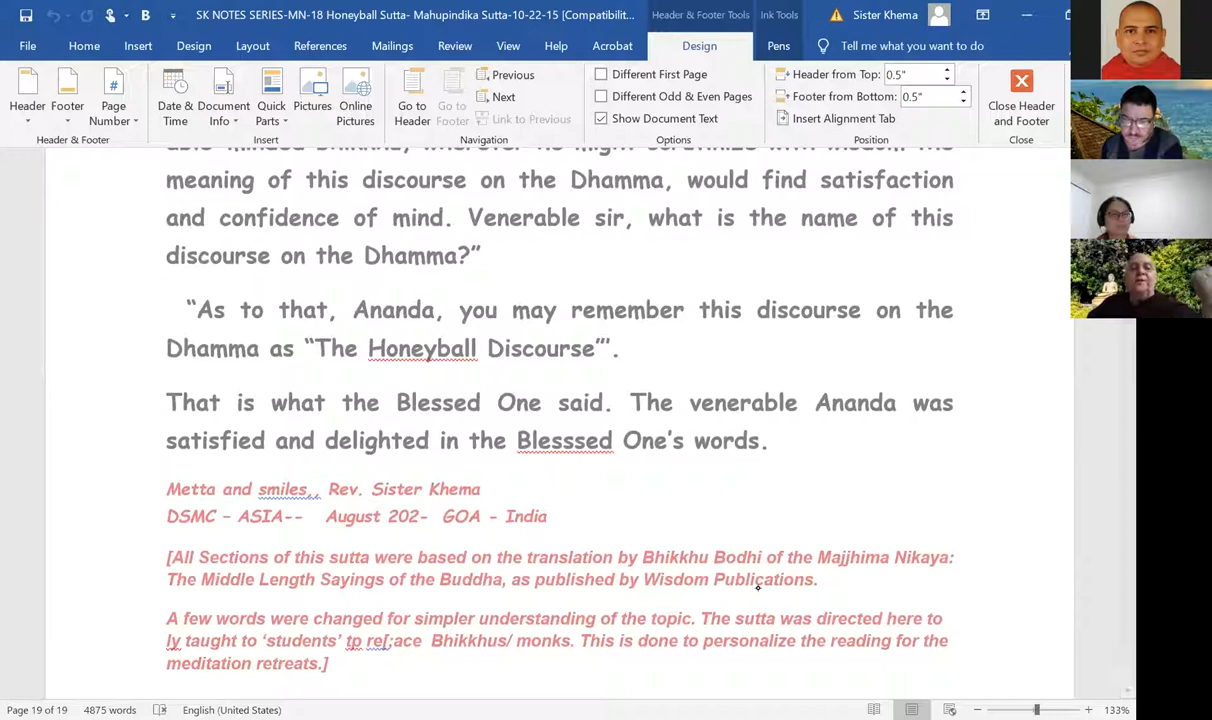 SK NOTES SERIES-MN-18 Honeyball Sutta- Mahupindika Sutta-10-22-15 [Compatibilit...
Header & Footer Tools
Ink Tools
Sister Khema
File
Home
Insert
Design
Layout
References
Mailings
Review
View
Help
Acrobat
Design
Pens
Tell me what you want to do
Header
Footer
Page
Number
Header & Footer
Date &
Time
Document
Info
Quick
Parts
Pictures
Online
Pictures
Insert
Go to
Header
Go to
Footer
Previous
Next
Link to Previous
Navigation
Different First Page
Different Odd & Even Pages
Show Document Text
Options
Header from Top: 0.5"
Footer from Bottom: 0.5"
Insert Alignment Tab
Position
Close Header
and Footer
Close
meaning of this discourse on the Dhamma, would find satisfaction
and confidence of mind. Venerable sir, what is the name of this
discourse on the Dhamma?”
“As to that, Ananda, you may remember this discourse on the
Dhamma as “The Honeyball Discourse”’.
That is what the Blessed One said. The venerable Ananda was
satisfied and delighted in the Blesssed One’s words.
Metta and smiles,, Rev. Sister Khema
DSMC – ASIA-- August 202- GOA - India
[All Sections of this sutta were based on the translation by Bhikkhu Bodhi of the Majjhima Nikaya:
The Middle Length Sayings of the Buddha, as published by Wisdom Publications.
A few words were changed for simpler understanding of the topic. The sutta was directed here to
ly taught to ‘students’ tp re[;ace Bhikkhus/ monks. This is done to personalize the reading for the
meditation retreats.]
Page 19 of 19
4875 words
English (United States)
133%